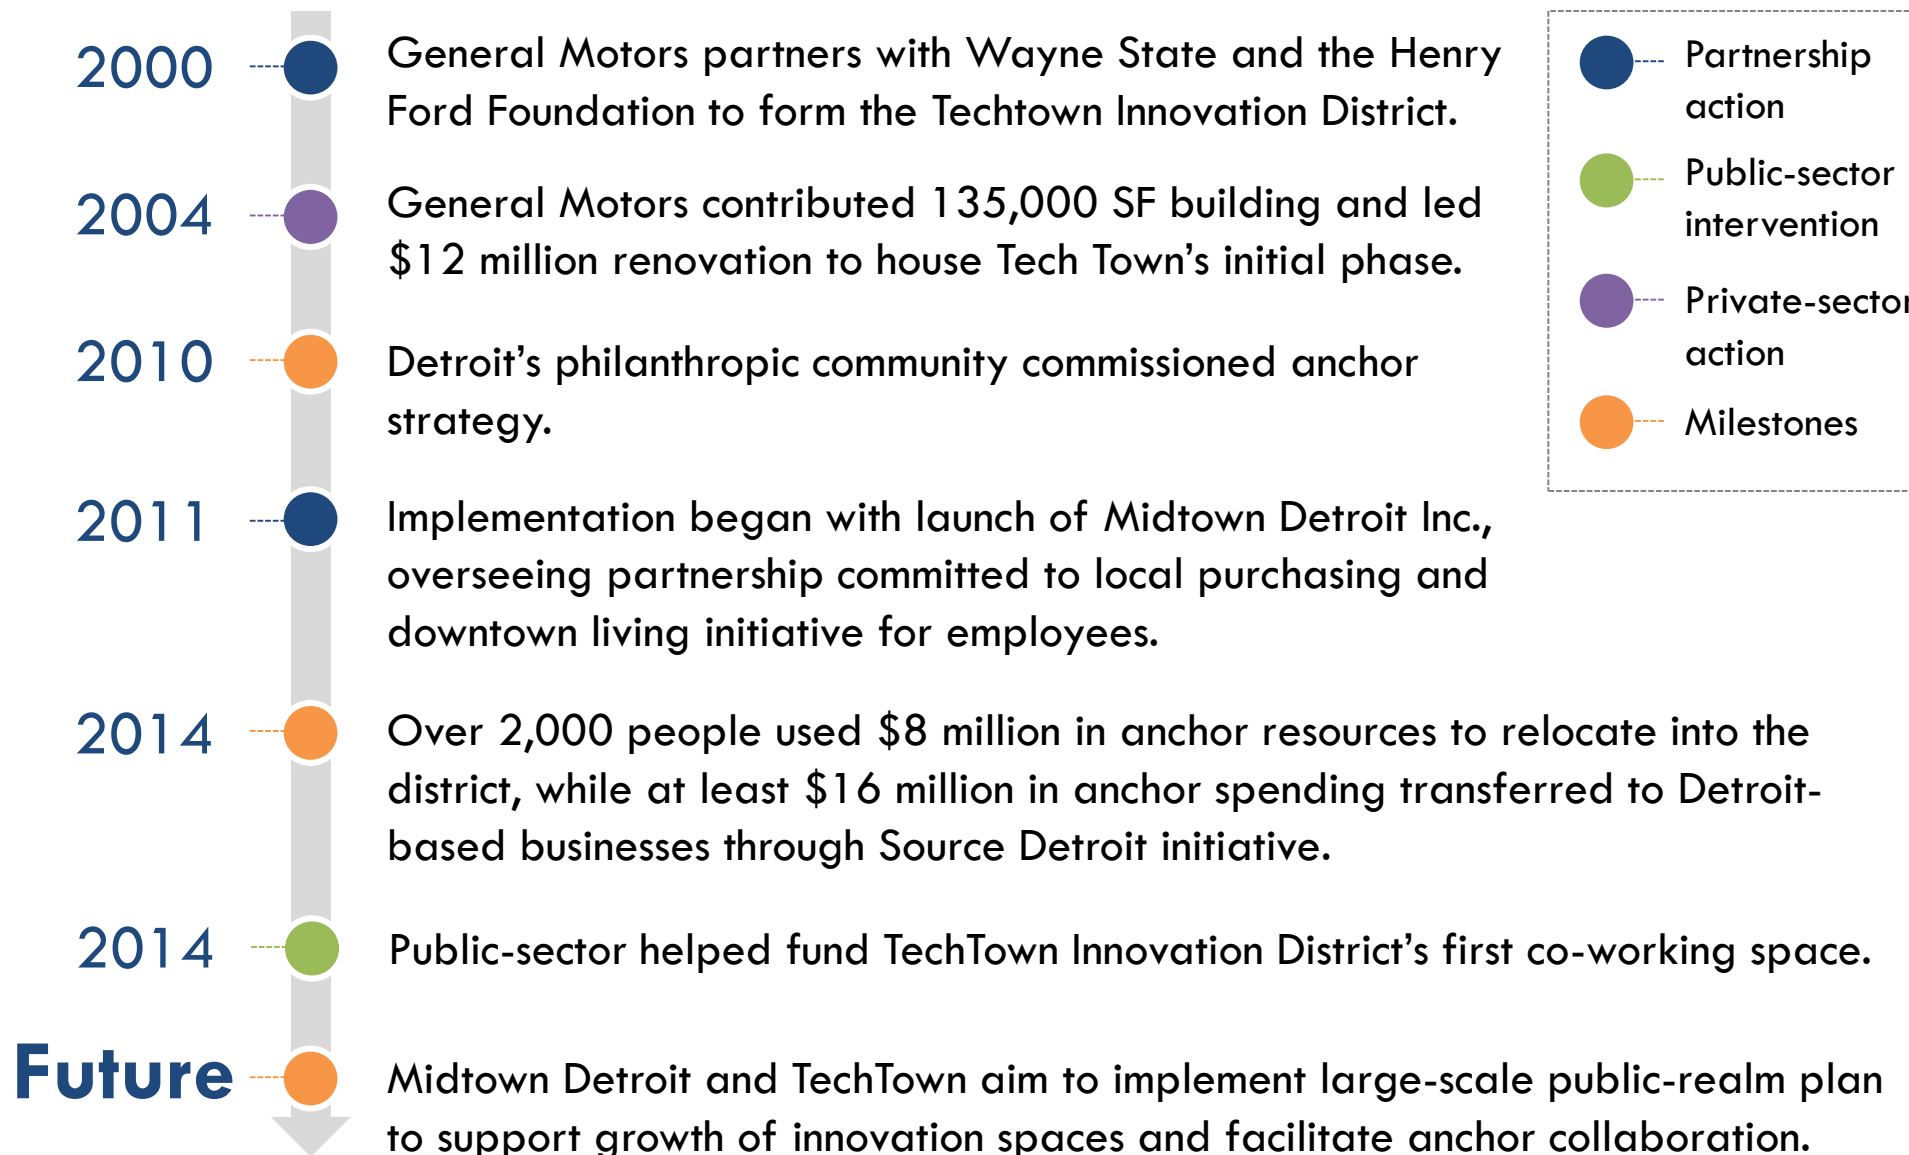 2000
General Motors partners with Wayne State and the Henry
Ford Foundation to form the Techtown Innovation District.
2004
General Motors contributed 135,000 SF building and led
$12 million renovation to house Tech Town’s initial phase.
2010
Detroit’s philanthropic community commissioned anchor
strategy.
2011
Implementation began with launch of Midtown Detroit Inc.,
overseeing partnership committed to local purchasing and
downtown living initiative for employees.
2014
Over 2,000 people used $8 million in anchor resources to relocate into the
district, while at least $16 million in anchor spending transferred to Detroit-
based businesses through Source Detroit initiative.
2014
Public-sector helped fund TechTown Innovation District’s first co-working space.
Future
Midtown Detroit and TechTown aim to implement large-scale public-realm plan
to support growth of innovation spaces and facilitate anchor collaboration.
Partnership
action
Public-sector
intervention
Private-sector
action
Milestones